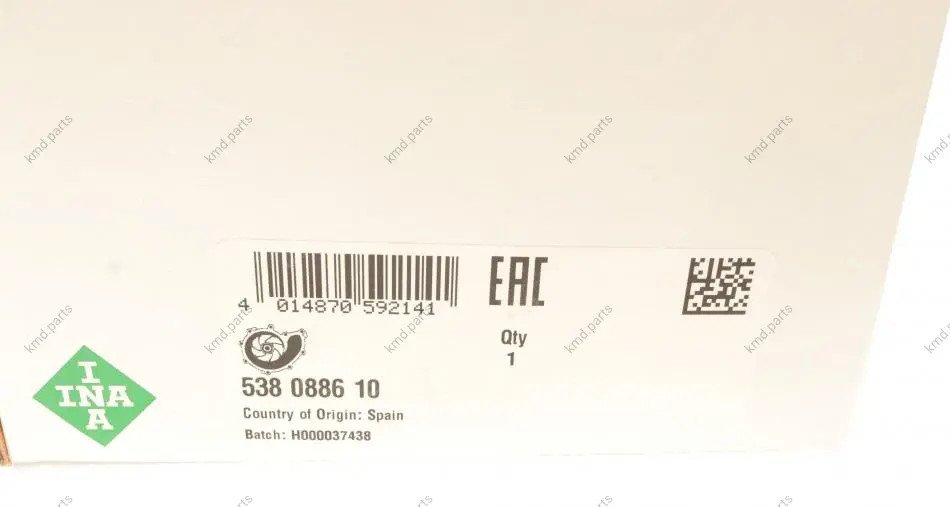 4 014870 592141
EAC
Qty
1
538 0886 10
Country of Origin: Spain
Batch: H000037438
INA
INA
kmd.parts
kmd.parts
kmd.parts
kmd.parts
kmd.parts
kmd.parts
kmd.parts
kmd.parts
kmd.parts
kmd.parts